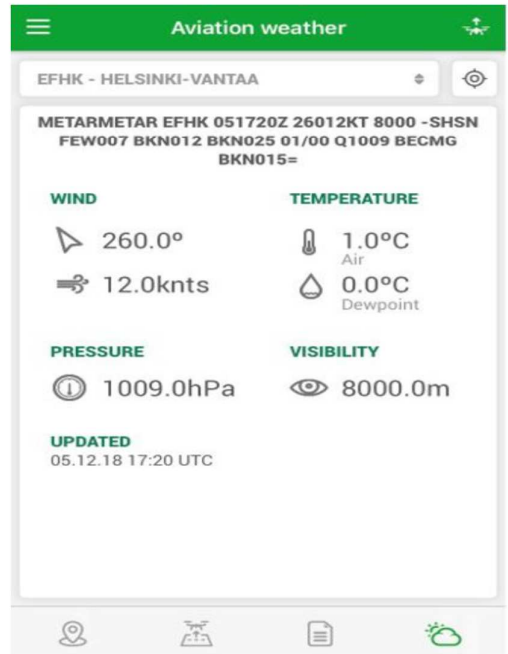 Aviation weather
EFHK - HELSINKI-VANTAA
METARMETAR EFHK 051720Z 26012KT 8000 -SHSN
FEW007 BKN012 BKN025 01/00 Q1009 BECMG
BKN015=
WIND
260.0º
12.0knts
TEMPERATURE
1.0ºC
Air
0.0ºC
Dewpoint
PRESSURE
1009.0hPa
VISIBILITY
8000.0m
UPDATED
05.12.18 17:20 UTC